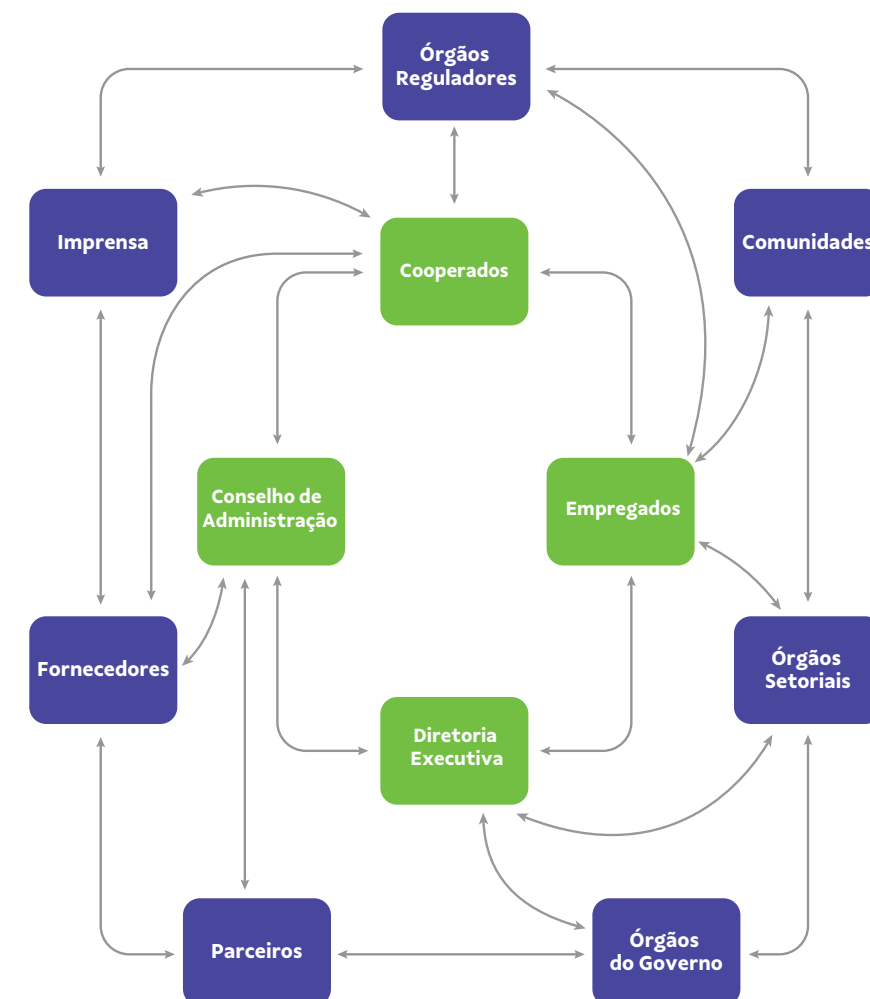 Órgãos
Reguladores
Imprensa
Comunidades
Cooperados
Conselho de
Administração
Empregados
Fornecedores
Órgãos
Setoriais
Diretoria
Executiva
Parceiros
Órgãos
do Governo